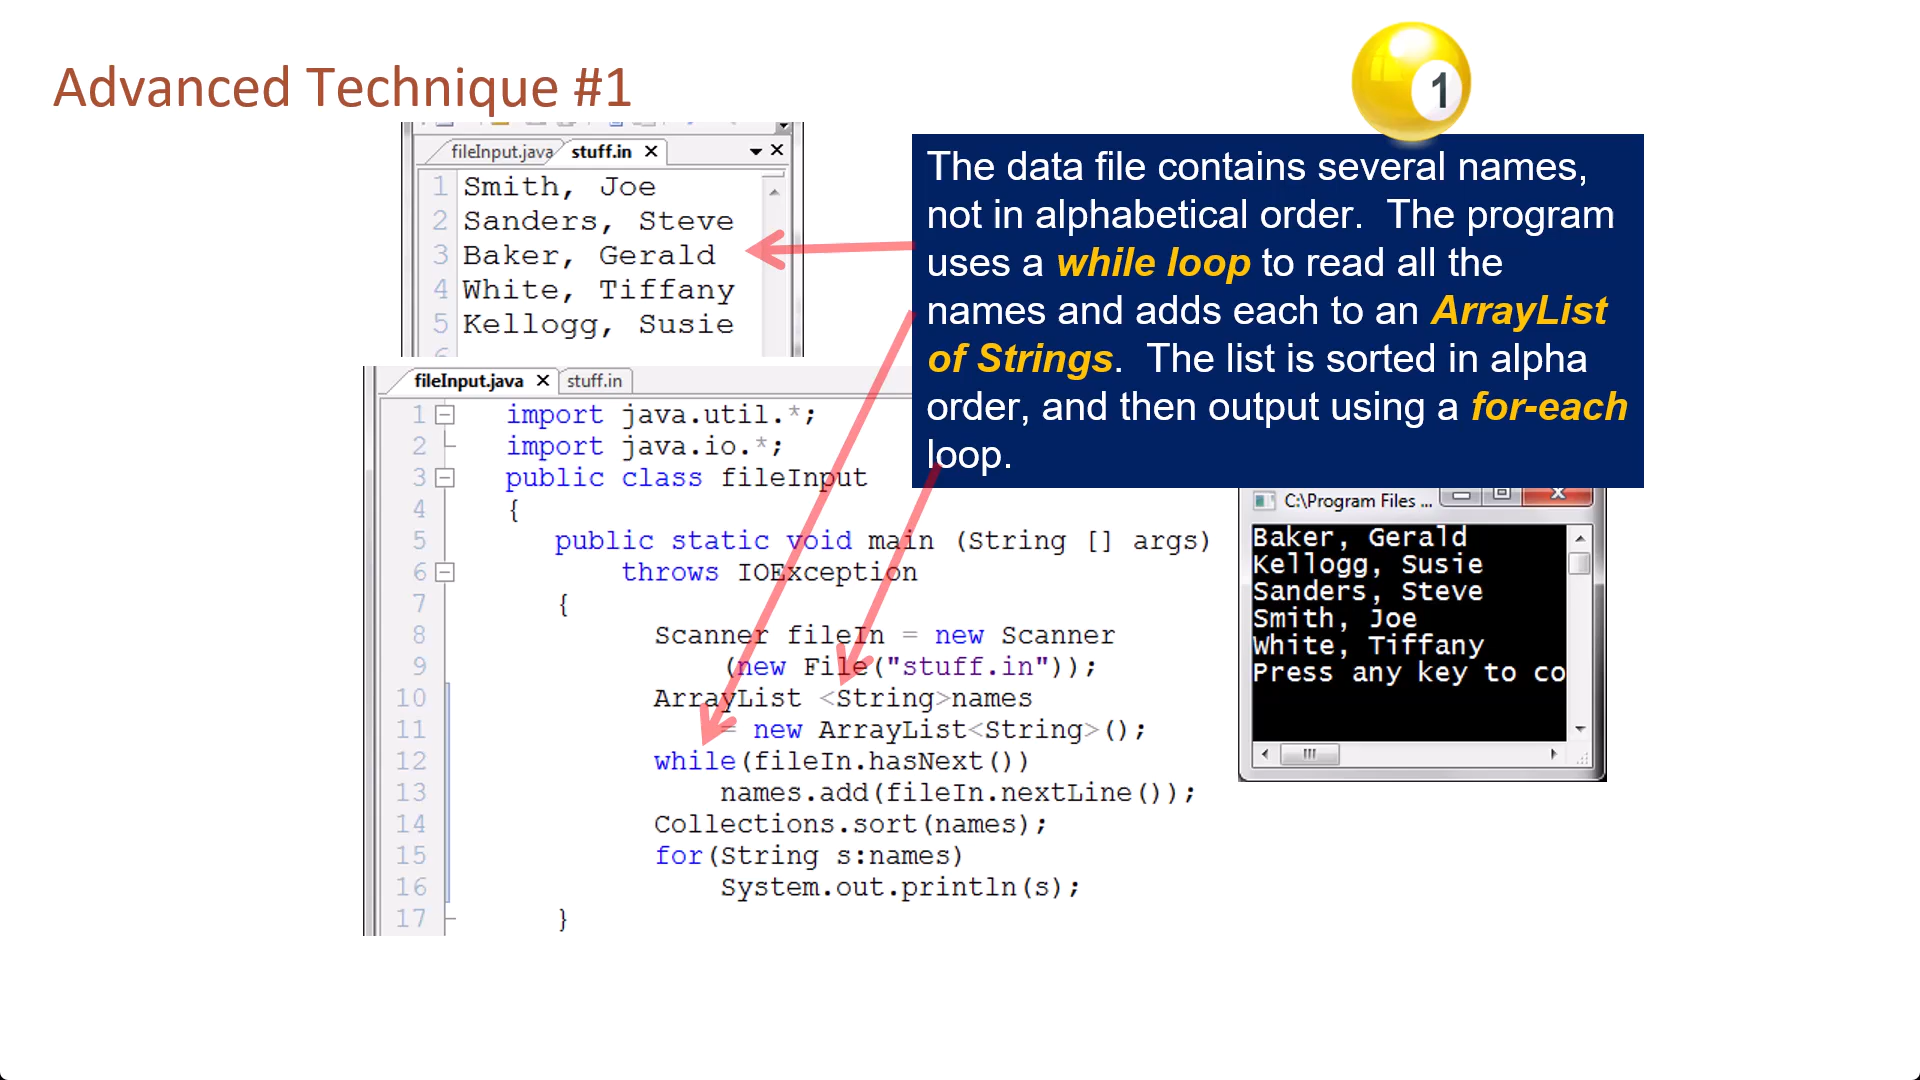 Advanced Technique #1
1
fileInput.java stuff.in
1 Smith, Joe
2 Sanders, Steve
3 Baker, Gerald
4 White, Tiffany
5 Kellogg, Susie
6
The data file contains several names,
not in alphabetical order.  The program
uses a while loop to read all the
names and adds each to an ArrayList
of Strings.  The list is sorted in alpha
order, and then output using a for-each
loop.
fileInput.java stuff.in
1 import java.util.*;
2 import java.io.*;
3 public class fileInput
4 {
5 public static void main (String [] args)
6 throws IOException
7 {
8 Scanner fileIn = new Scanner
9 (new File("stuff.in"));
10 ArrayList <String>names
11 = new ArrayList<String>();
12 while(fileIn.hasNext())
13 names.add(fileIn.nextLine());
14 Collections.sort(names);
15 for(String s:names)
16 System.out.println(s);
17 }
C:\Program Files ...
Baker, Gerald
Kellogg, Susie
Sanders, Steve
Smith, Joe
White, Tiffany
Press any key to co